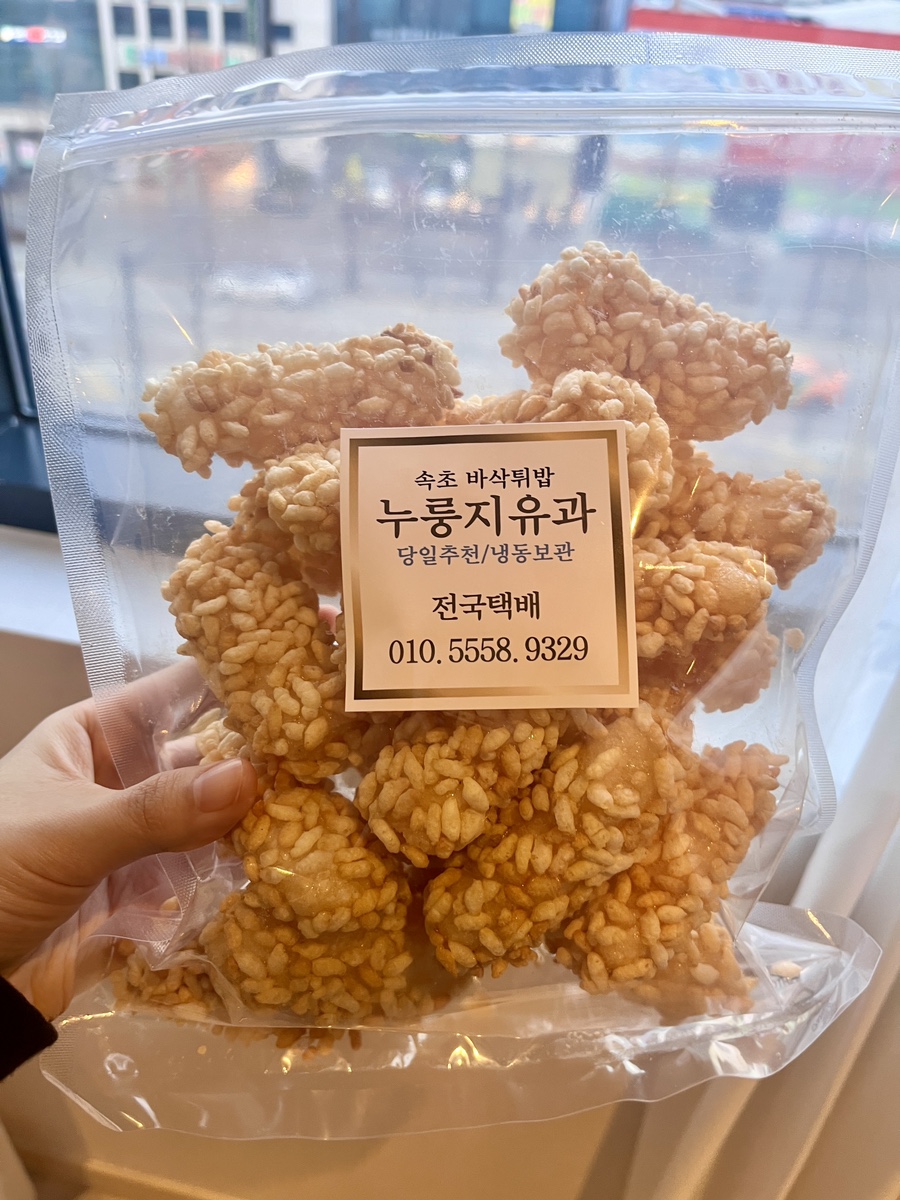 속초 바삭튀밥
누룽지유과
당일추천/냉동보관
전국택배
010.5558.9329